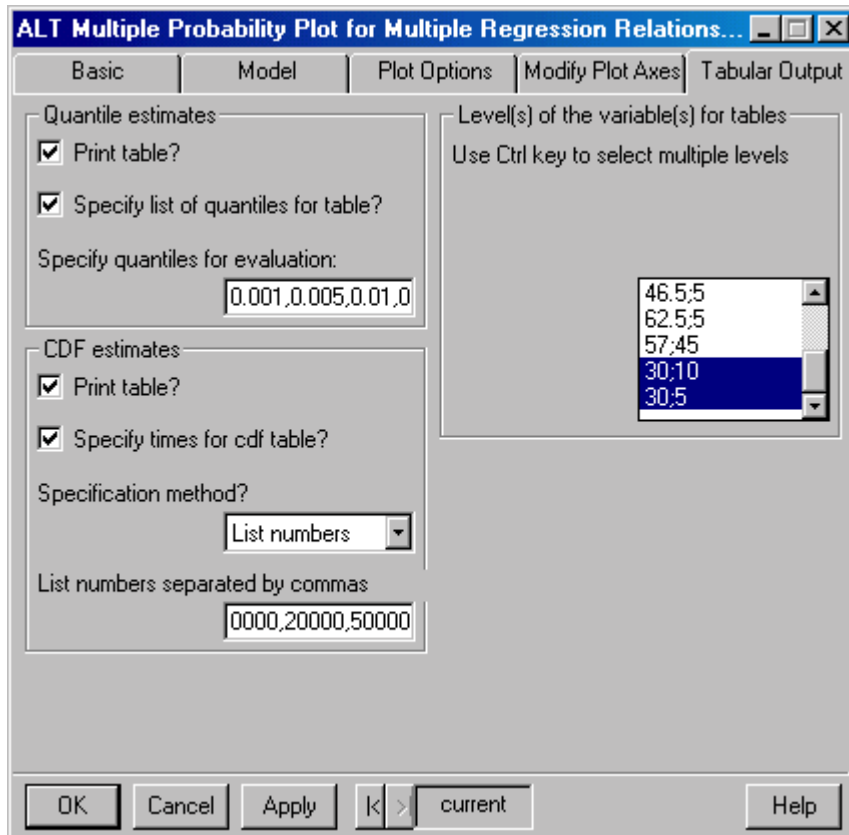 ALT Multiple Probability Plot for Multiple Regression Relations...
Basic
Model
Plot Options
Modify Plot Axes
Tabular Output
Quantile estimates
Print table?
Specify list of quantiles for table?
Specify quantiles for evaluation:
0.001,0.005,0.01,0
CDF estimates
Print table?
Specify times for cdf table?
Specification method?
List numbers
List numbers separated by commas
0000,20000,50000
Level(s) of the variable(s) for tables
Use Ctrl key to select multiple levels
46.5;5
62.5;5
57;45
30;10
30;5
OK
Cancel
Apply
current
Help